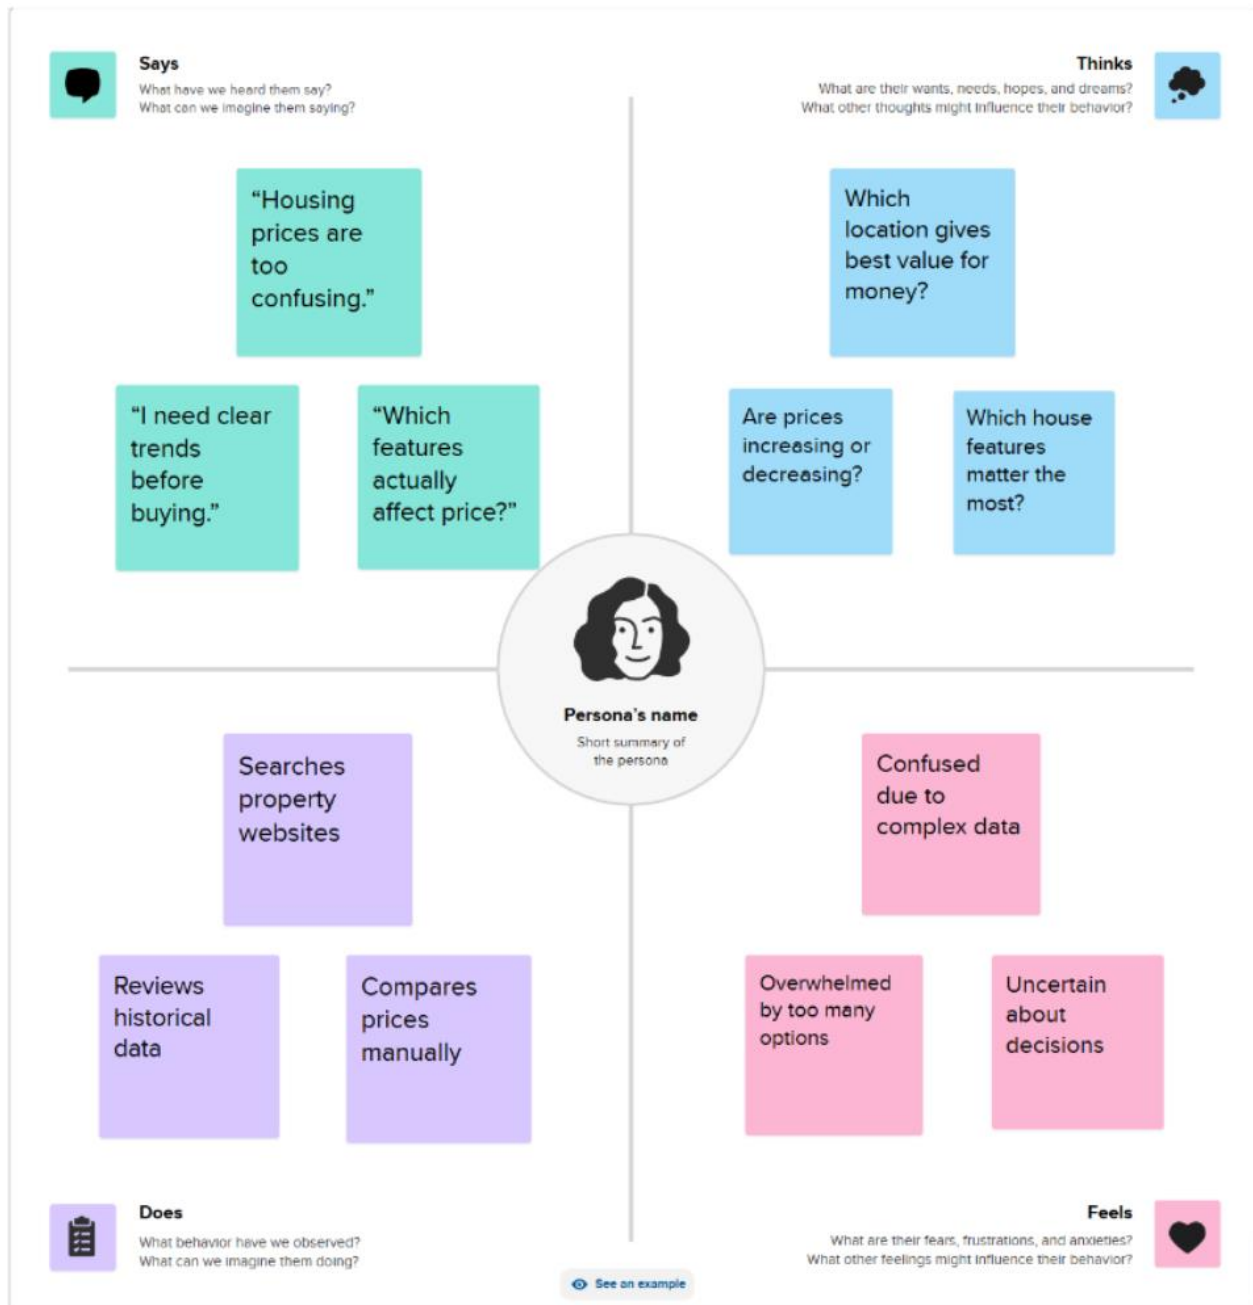 Says
What have we heard them say?
What can we imagine them saying?
Thinks
What are their wants, needs, hopes, and dreams?
What other thoughts might influence their behavior?
“Housing
prices are
too
confusing.”
“I need clear
trends
before
buying.”
“Which
features
actually
affect price?”
Which
location gives
best value for
money?
Are prices
increasing or
decreasing?
Which house
features
matter the
most?
Persona’s name
Short summary of
the persona
Searches
property
websites
Reviews
historical
data
Compares
prices
manually
Confused
due to
complex data
Overwhelmed
by too many
options
Uncertain
about
decisions
Does
What behavior have we observed?
What can we imagine them doing?
Feels
What are their fears, frustrations, and anxieties?
What other feelings might influence their behavior?
See an example